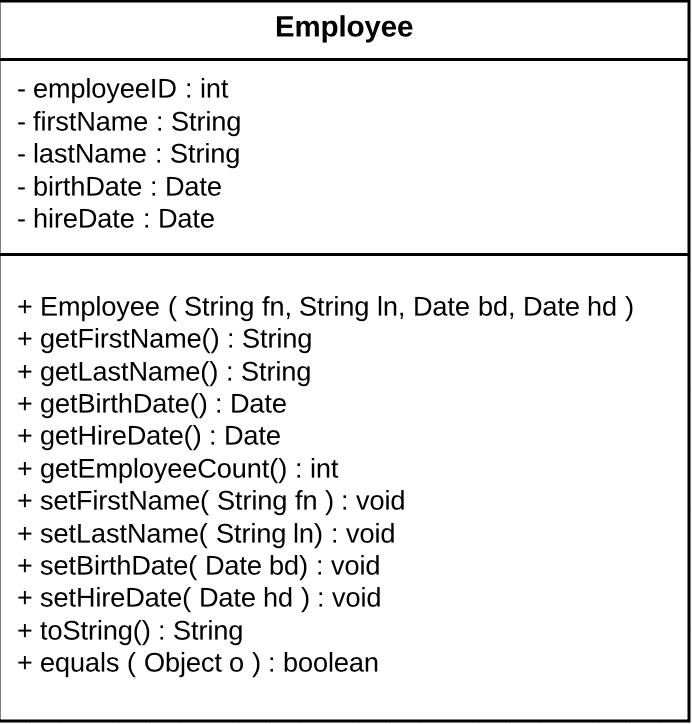 Employee
- employeeID : int
- firstName : String
- lastName : String
- birthDate : Date
- hireDate : Date
+ Employee ( String fn, String ln, Date bd, Date hd )
+ getFirstName() : String
+ getLastName() : String
+ getBirthDate() : Date
+ getHireDate() : Date
+ getEmployeeCount() : int
+ setFirstName( String fn ) : void
+ setLastName( String ln) : void
+ setBirthDate( Date bd) : void
+ setHireDate( Date hd ) : void
+ toString() : String
+ equals ( Object o ) : boolean